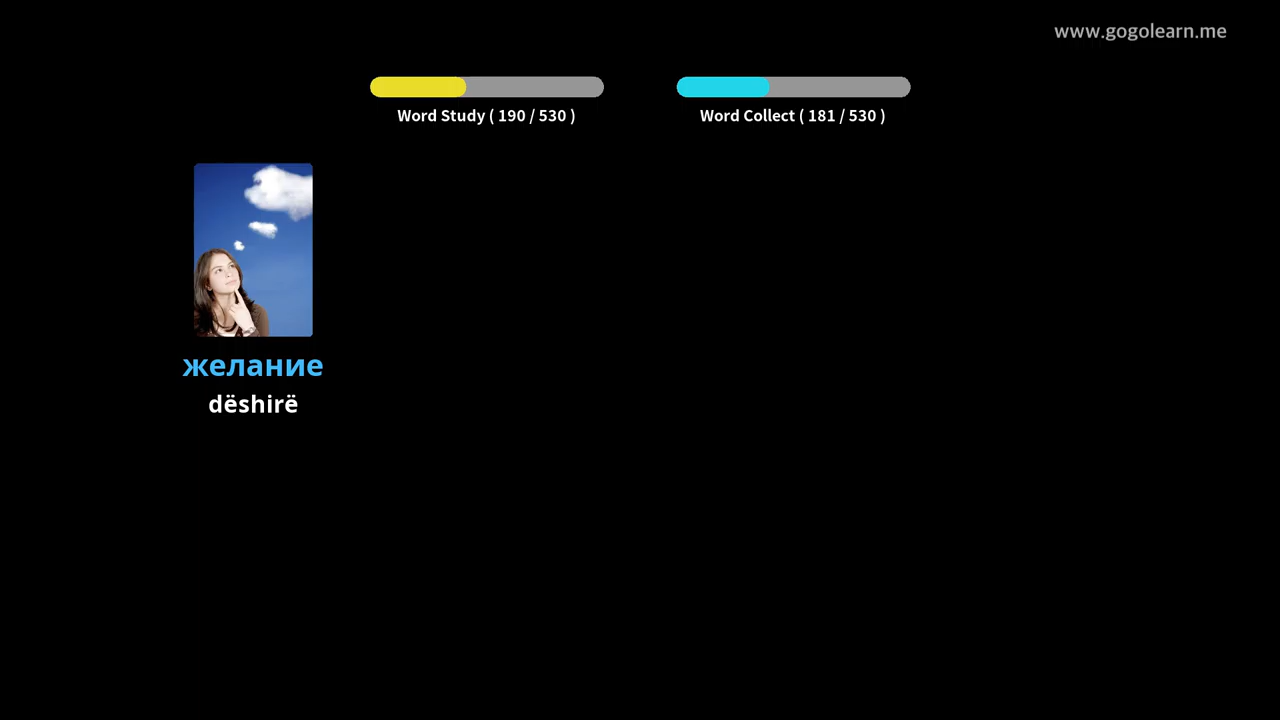 www.gogolearn.me
Word Study ( 190 / 530 )
Word Collect ( 181 / 530 )
желание
dëshirë